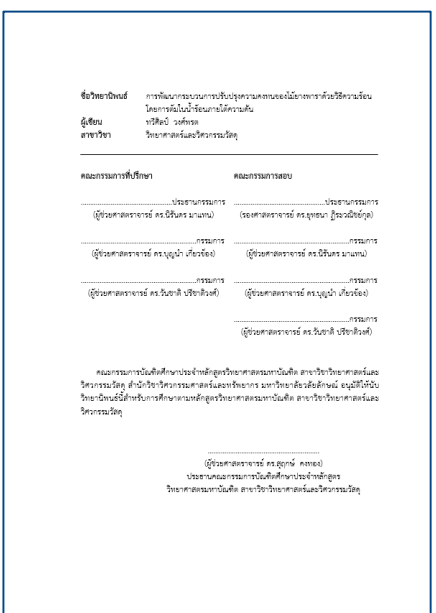 ชื่อวิทยานิพนธ์ การพัฒนากระบวนการปรับปรุงความคงทนของไม้ยางพาราด้วยวิธีความร้อน
โดยการต้มในน้ำร้อนภายใต้ความดัน
ผู้เขียน ทวีศิลป์ วงศ์พรต
สาขาวิชา วิทยาศาสตร์และวิศวกรรมวัสดุ
คณะกรรมการที่ปรึกษา คณะกรรมการสอบ
..............................ประธานกรรมการ ..............................ประธานกรรมการ
(ผู้ช่วยศาสตราจารย์ ดร.นิรันดร มาแทน) (รองศาสตราจารย์ ดร.ยุทธนา ฏิระวณิชย์กุล)
........................................กรรมการ ........................................กรรมการ
(ผู้ช่วยศาสตราจารย์ ดร.บุญนำ เกี่ยวข้อง) (ผู้ช่วยศาสตราจารย์ ดร.นิรันดร มาแทน)
........................................กรรมการ ........................................กรรมการ
(ผู้ช่วยศาสตราจารย์ ดร.วันชาติ ปรีชาติวงศ์) (ผู้ช่วยศาสตราจารย์ ดร.บุญนำ เกี่ยวข้อง)
........................................กรรมการ
(ผู้ช่วยศาสตราจารย์ ดร.วันชาติ ปรีชาติวงศ์)
คณะกรรมการบัณฑิตศึกษาประจำหลักสูตรวิทยาศาสตรมหาบัณฑิต สาขาวิชาวิทยาศาสตร์และ
วิศวกรรมวัสดุ สำนักวิชาวิศวกรรมศาสตร์และทรัพยากร มหาวิทยาลัยวลัยลักษณ์ อนุมัติให้นับ
วิทยานิพนธ์นี้สำหรับการศึกษาตามหลักสูตรวิทยาศาสตรมหาบัณฑิต สาขาวิชาวิทยาศาสตร์และ
วิศวกรรมวัสดุ
........................................
(ผู้ช่วยศาสตราจารย์ ดร.สุฤกษ์ คงทอง)
ประธานคณะกรรมการบัณฑิตศึกษาประจำหลักสูตร
วิทยาศาสตรมหาบัณฑิต สาขาวิชาวิทยาศาสตร์และวิศวกรรมวัสดุ